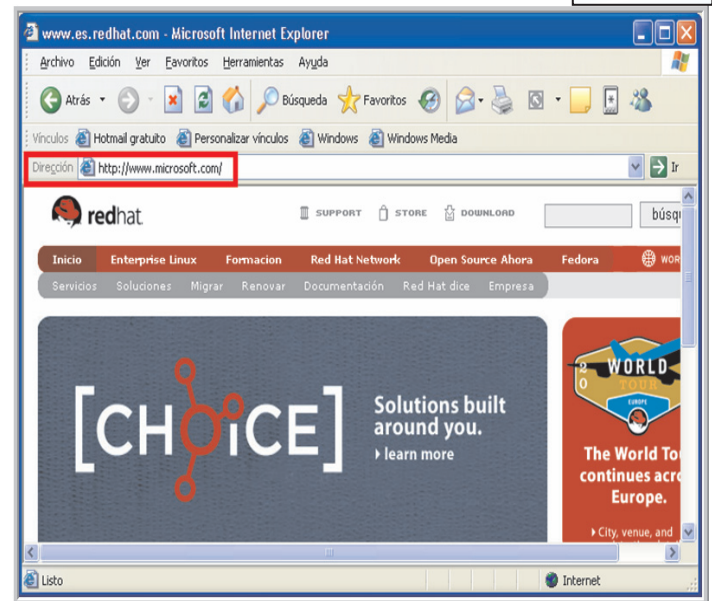 www.es.redhat.com - Microsoft Internet Explorer
Archivo Edición Ver Favoritos Herramientas Ayuda
Atrás Búsqueda Favoritos
Vínculos Hotmail gratuito Personalizar vínculos Windows Windows Media
Dirección http://www.microsoft.com/ Ir
redhat SUPPORT STORE DOWNLOAD búsqu
Inicio Enterprise Linux Formacion Red Hat Network Open Source Ahora Fedora WOR
Servicios Soluciones Migrar Renovar Documentación Red Hat dice Empresa
[CHOICE]
Solutions built
around you.
learn more
20
WORLD
TOUR
EUROPE
The World To
continues acro
Europe.
City, venue, and
Listo Internet